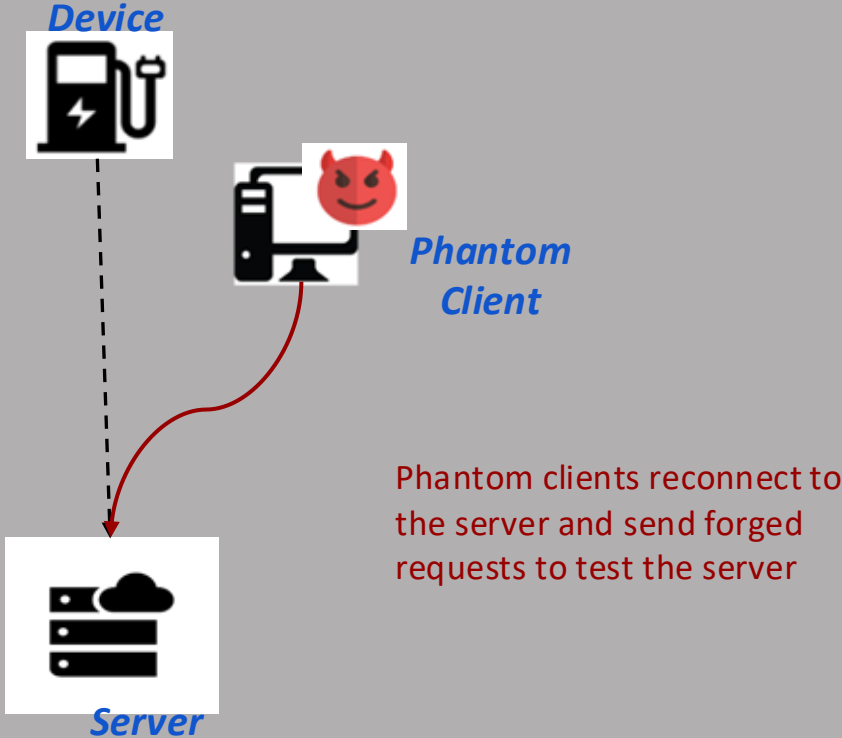 Device
Phantom
Client
Phantom clients reconnect to
the server and send forged
requests to test the server
Server